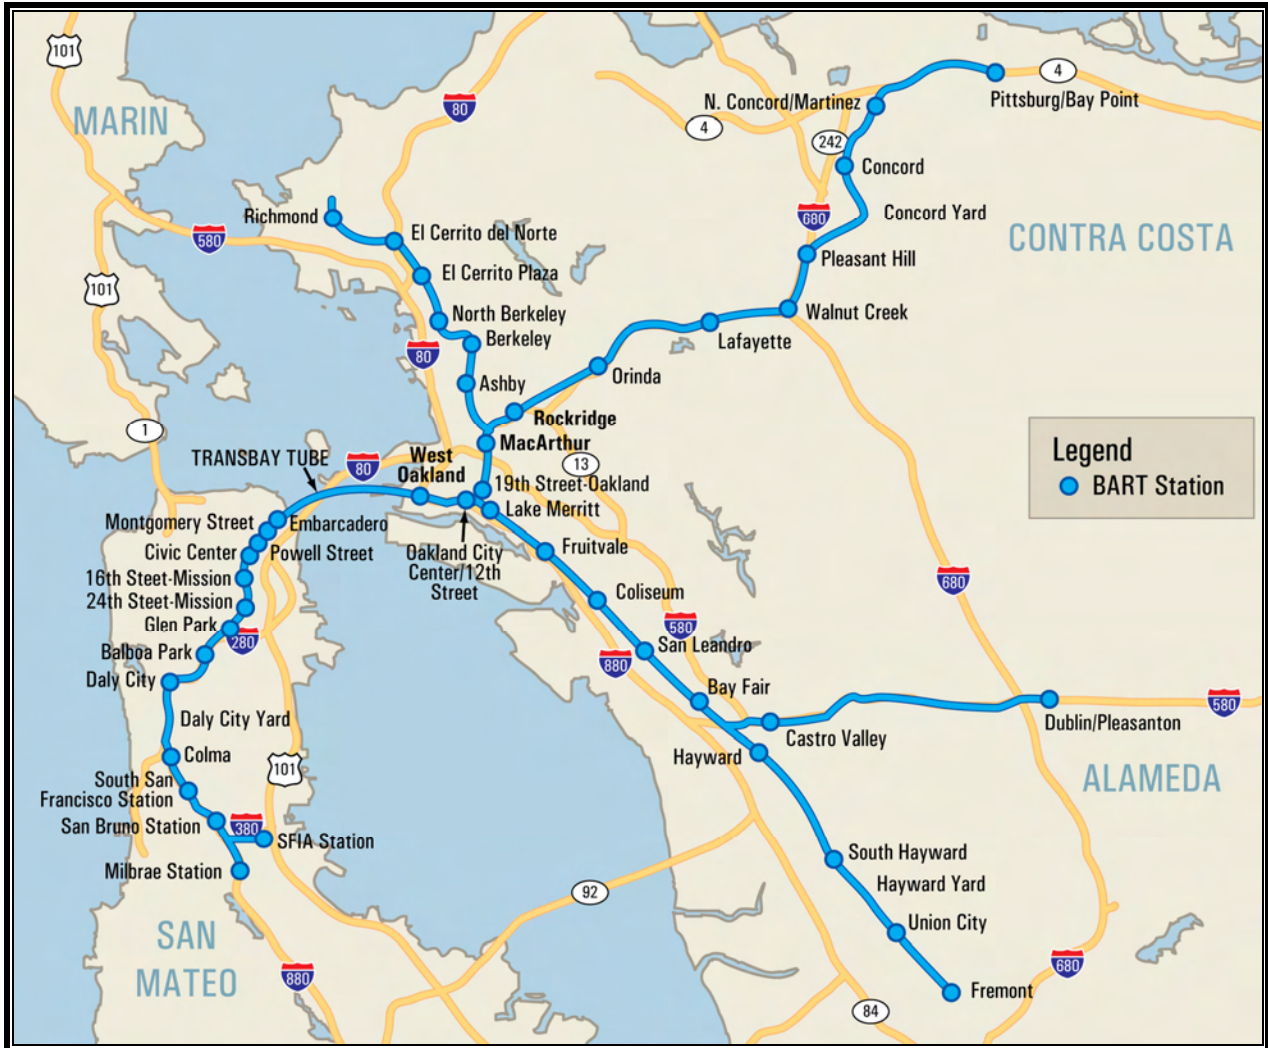 101
MARIN
80
4
Pittsburg/Bay Point
N. Concord/Martinez
4
242
Concord
Richmond
580
El Cerrito del Norte
680
Concord Yard
CONTRA COSTA
Pleasant Hill
El Cerrito Plaza
101
North Berkeley
Walnut Creek
Berkeley
Lafayette
80
Orinda
Ashby
Rockridge
1
MacArthur
TRANSBAY TUBE
80
West
Oakland
13
Legend
BART Station
19th Street-Oakland
Lake Merritt
Montgomery Street
Embarcadero
Civic Center
Powell Street
Oakland City
Center/12th
Street
Fruitvale
16th Steet-Mission
24th Steet-Mission
Coliseum
680
Glen Park
280
580
Balboa Park
San Leandro
880
Daly City
Bay Fair
580
Daly City Yard
Dublin/Pleasanton
Castro Valley
Colma
Hayward
101
ALAMEDA
South San
Francisco Station
San Bruno Station
380
SFIA Station
Milbrae Station
South Hayward
Hayward Yard
92
Union City
SAN
MATEO
880
680
Fremont
84